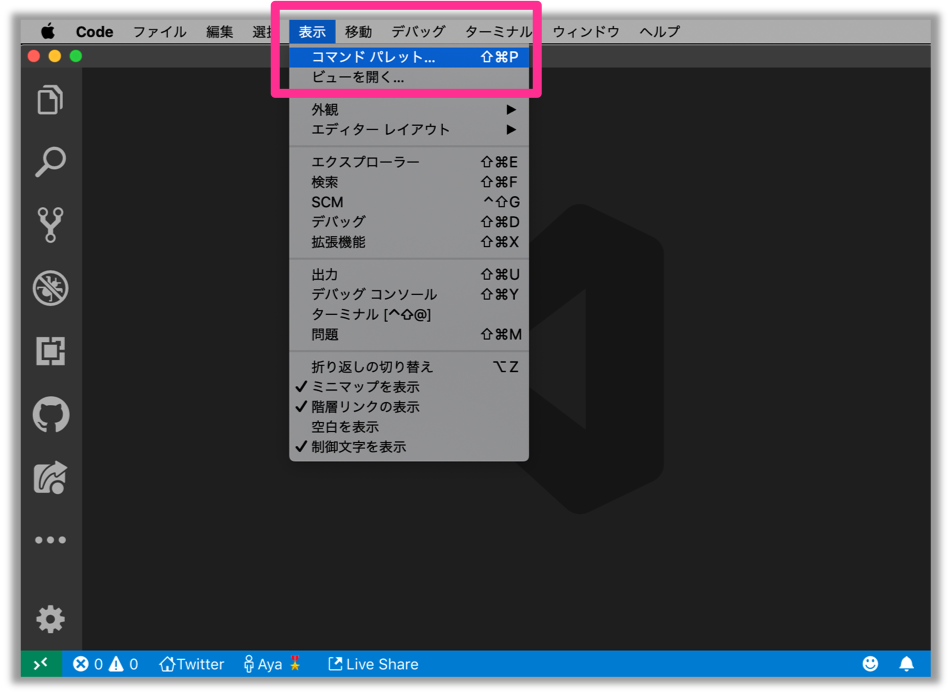 Code ファイル 編集 選 表示 移動 デバッグ ターミナル ウィンドウ ヘルプ
コマンド パレット... ⇧⌘P
ビューを開く...
外観 ▶
エディター レイアウト ▶
エクスプローラー ⇧⌘E
検索 ⇧⌘F
SCM ^⇧G
デバッグ ⇧⌘D
拡張機能 ⇧⌘X
出力 ⇧⌘U
デバッグ コンソール ⇧⌘Y
ターミナル [^⇧@]
問題 ⇧⌘M
折り返しの切り替え ⌥Z
✓ ミニマップを表示
✓ 階層リンクの表示
空白を表示
✓ 制御文字を表示
0 0 Twitter Aya Live Share